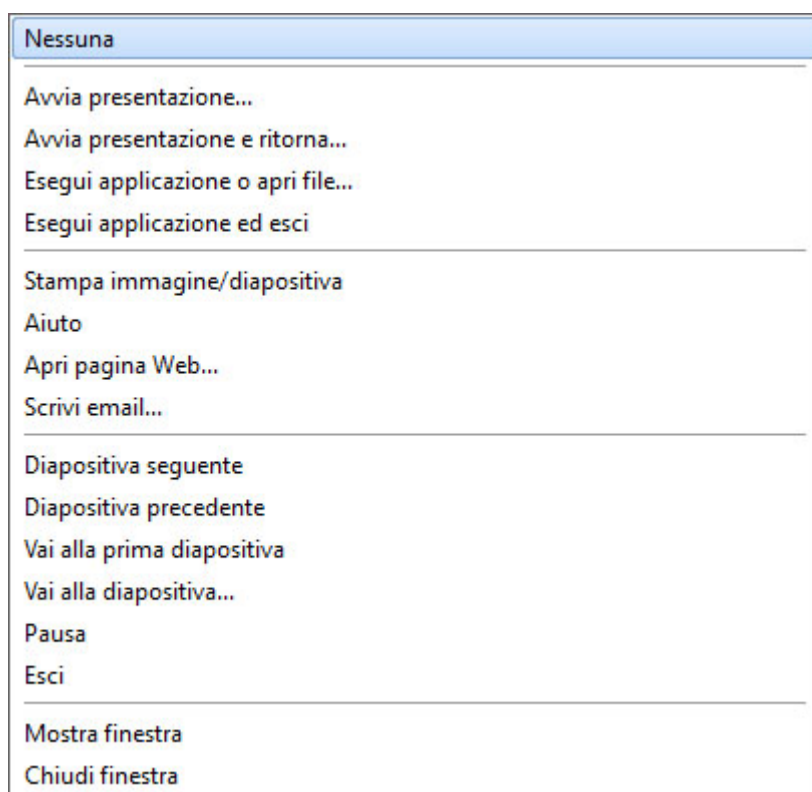 Nessuna
Avvia presentazione...
Avvia presentazione e ritorna...
Esegui applicazione o apri file...
Esegui applicazione ed esci
Stampa immagine/diapositiva
Aiuto
Apri pagina Web...
Scrivi email...
Diapositiva seguente
Diapositiva precedente
Vai alla prima diapositiva
Vai alla diapositiva...
Pausa
Esci
Mostra finestra
Chiudi finestra